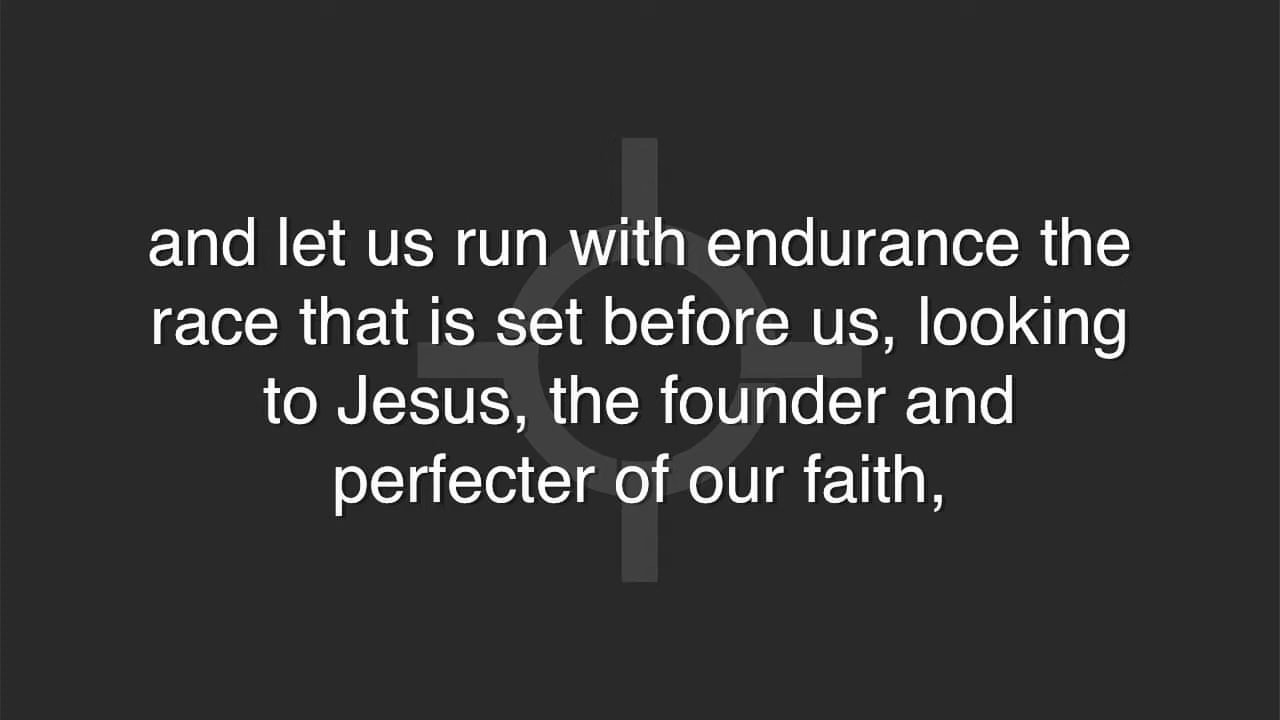 and let us run with endurance the
race that is set before us, looking
to Jesus, the founder and
perfecter of our faith,